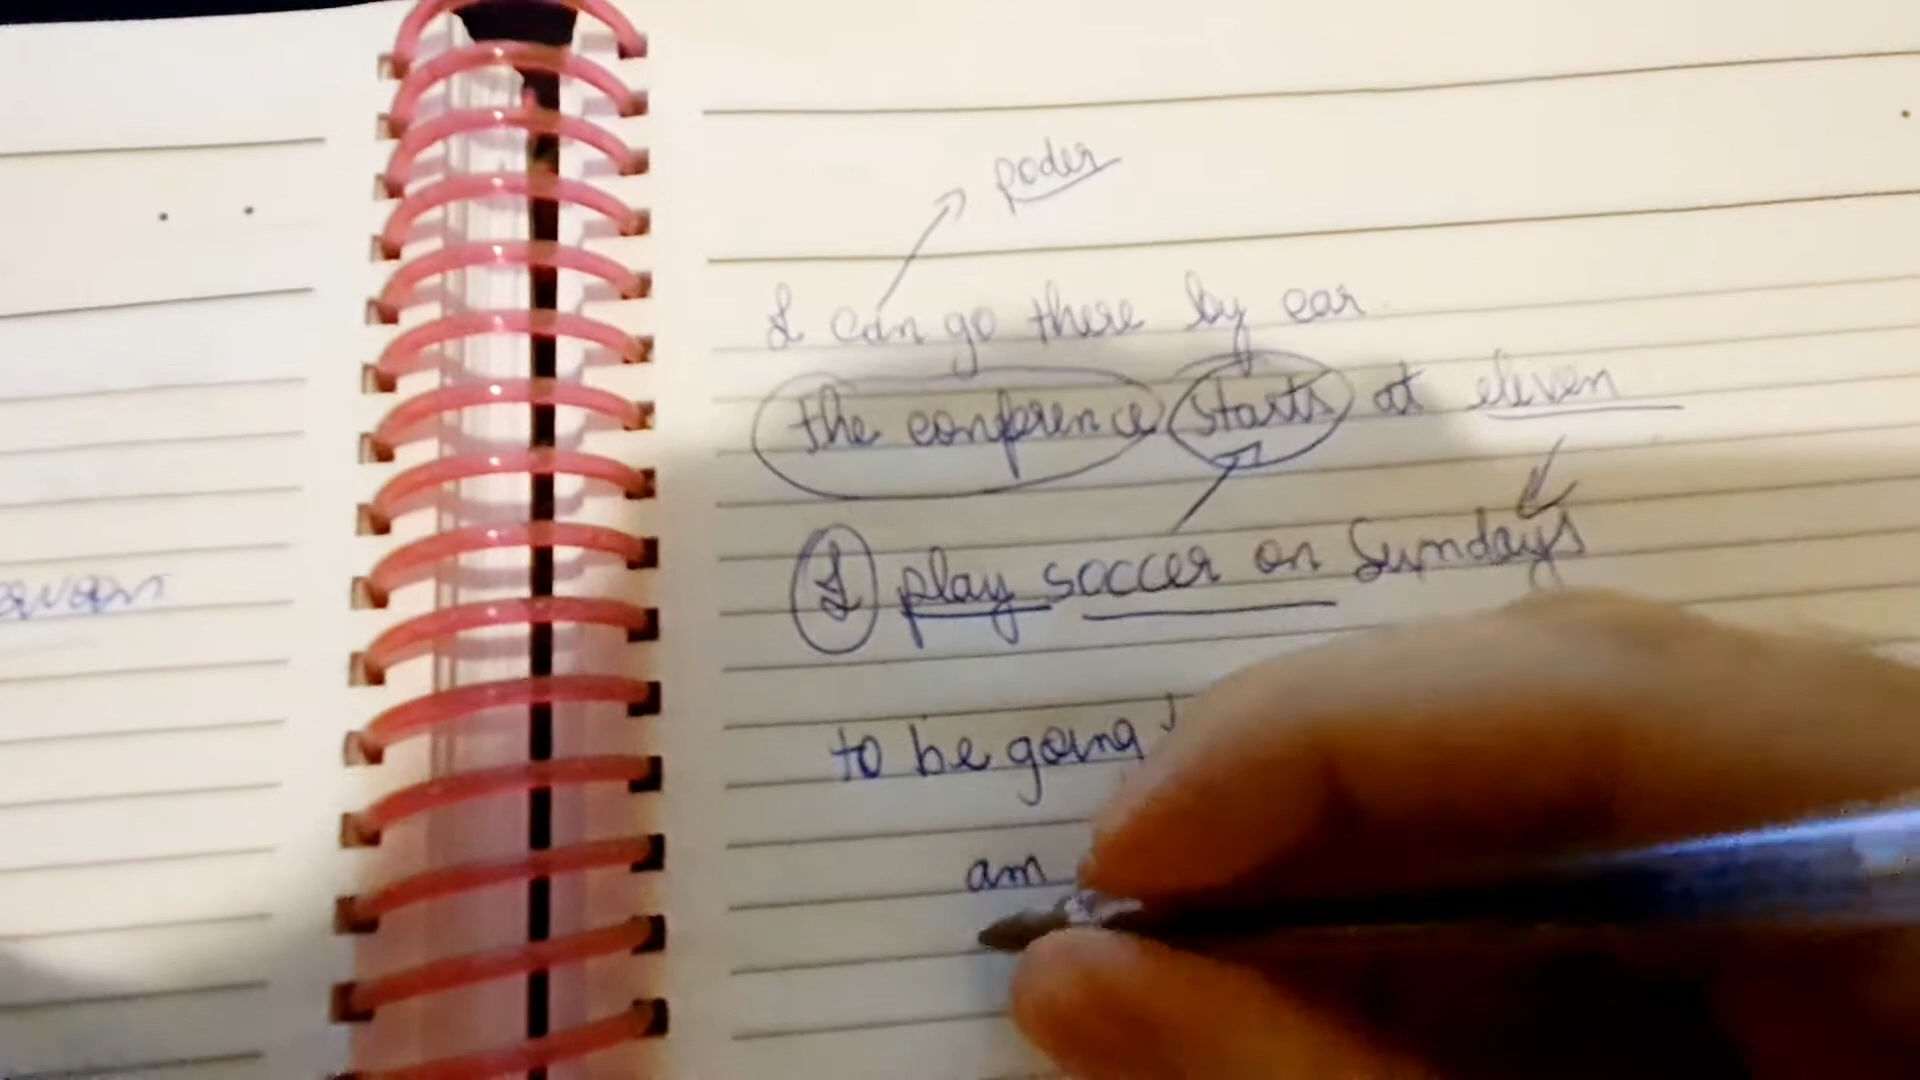 poder
I can go there by car.
the conference starts at eleven
I play soccer on Sundays
to be going
am